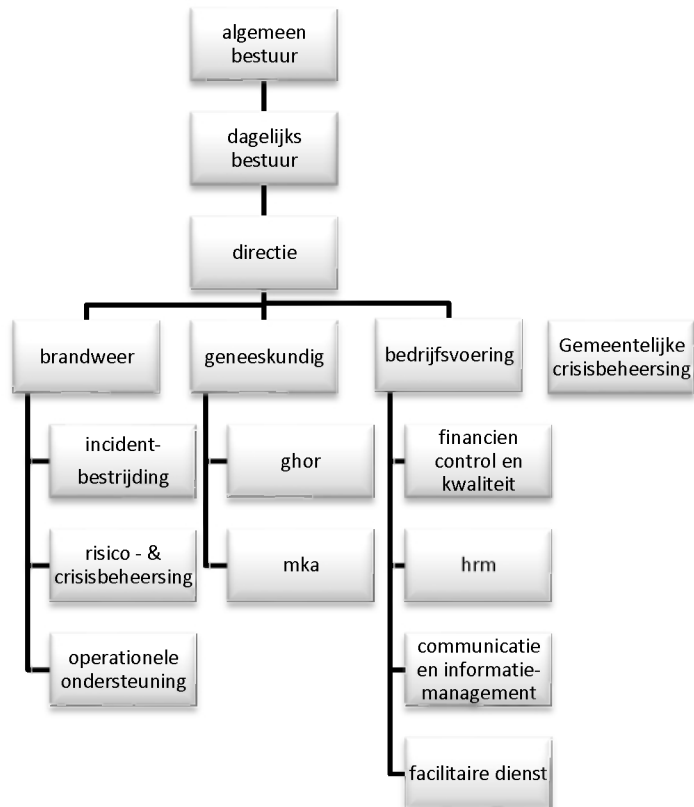 algemeen
bestuur
dagelijks
bestuur
directie
brandweer
geneeskundig
bedrijfsvoering
Gemeentelijke
crisisbeheersing
incident-
bestrijding
risico - &
crisisbeheersing
operationele
ondersteuning
ghor
mka
financien
control en
kwaliteit
hrm
communicatie
en informatie-
management
facilitaire dienst